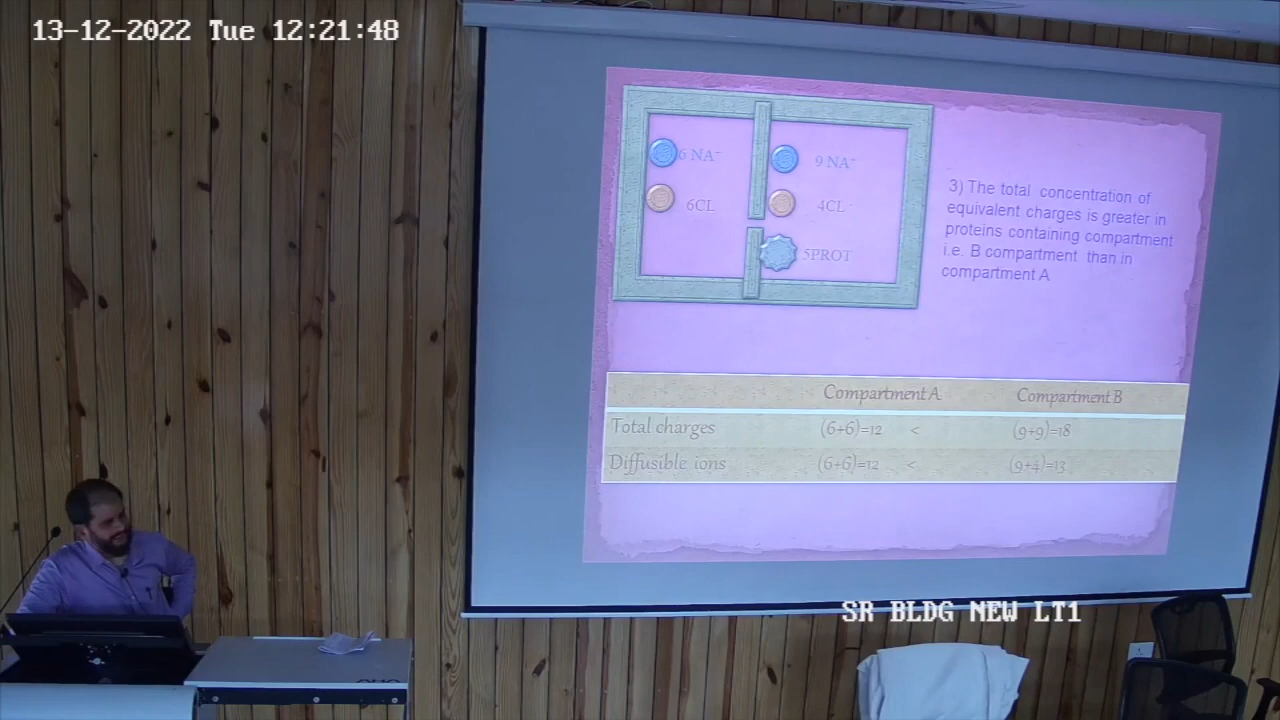 13-12-2022 Tue 12:21:48
6 NA⁺ 9 NA⁺
6CL 4CL⁻
5PROT
3) The total concentration of
equivalent charges is greater in
proteins containing compartment
i.e. B compartment than in
compartment A
Compartment A Compartment B
Total charges (6+6)=12 < (9+9)=18
Diffusible ions (6+6)=12 < (9+4)=13
SR BLDG NEW LT1